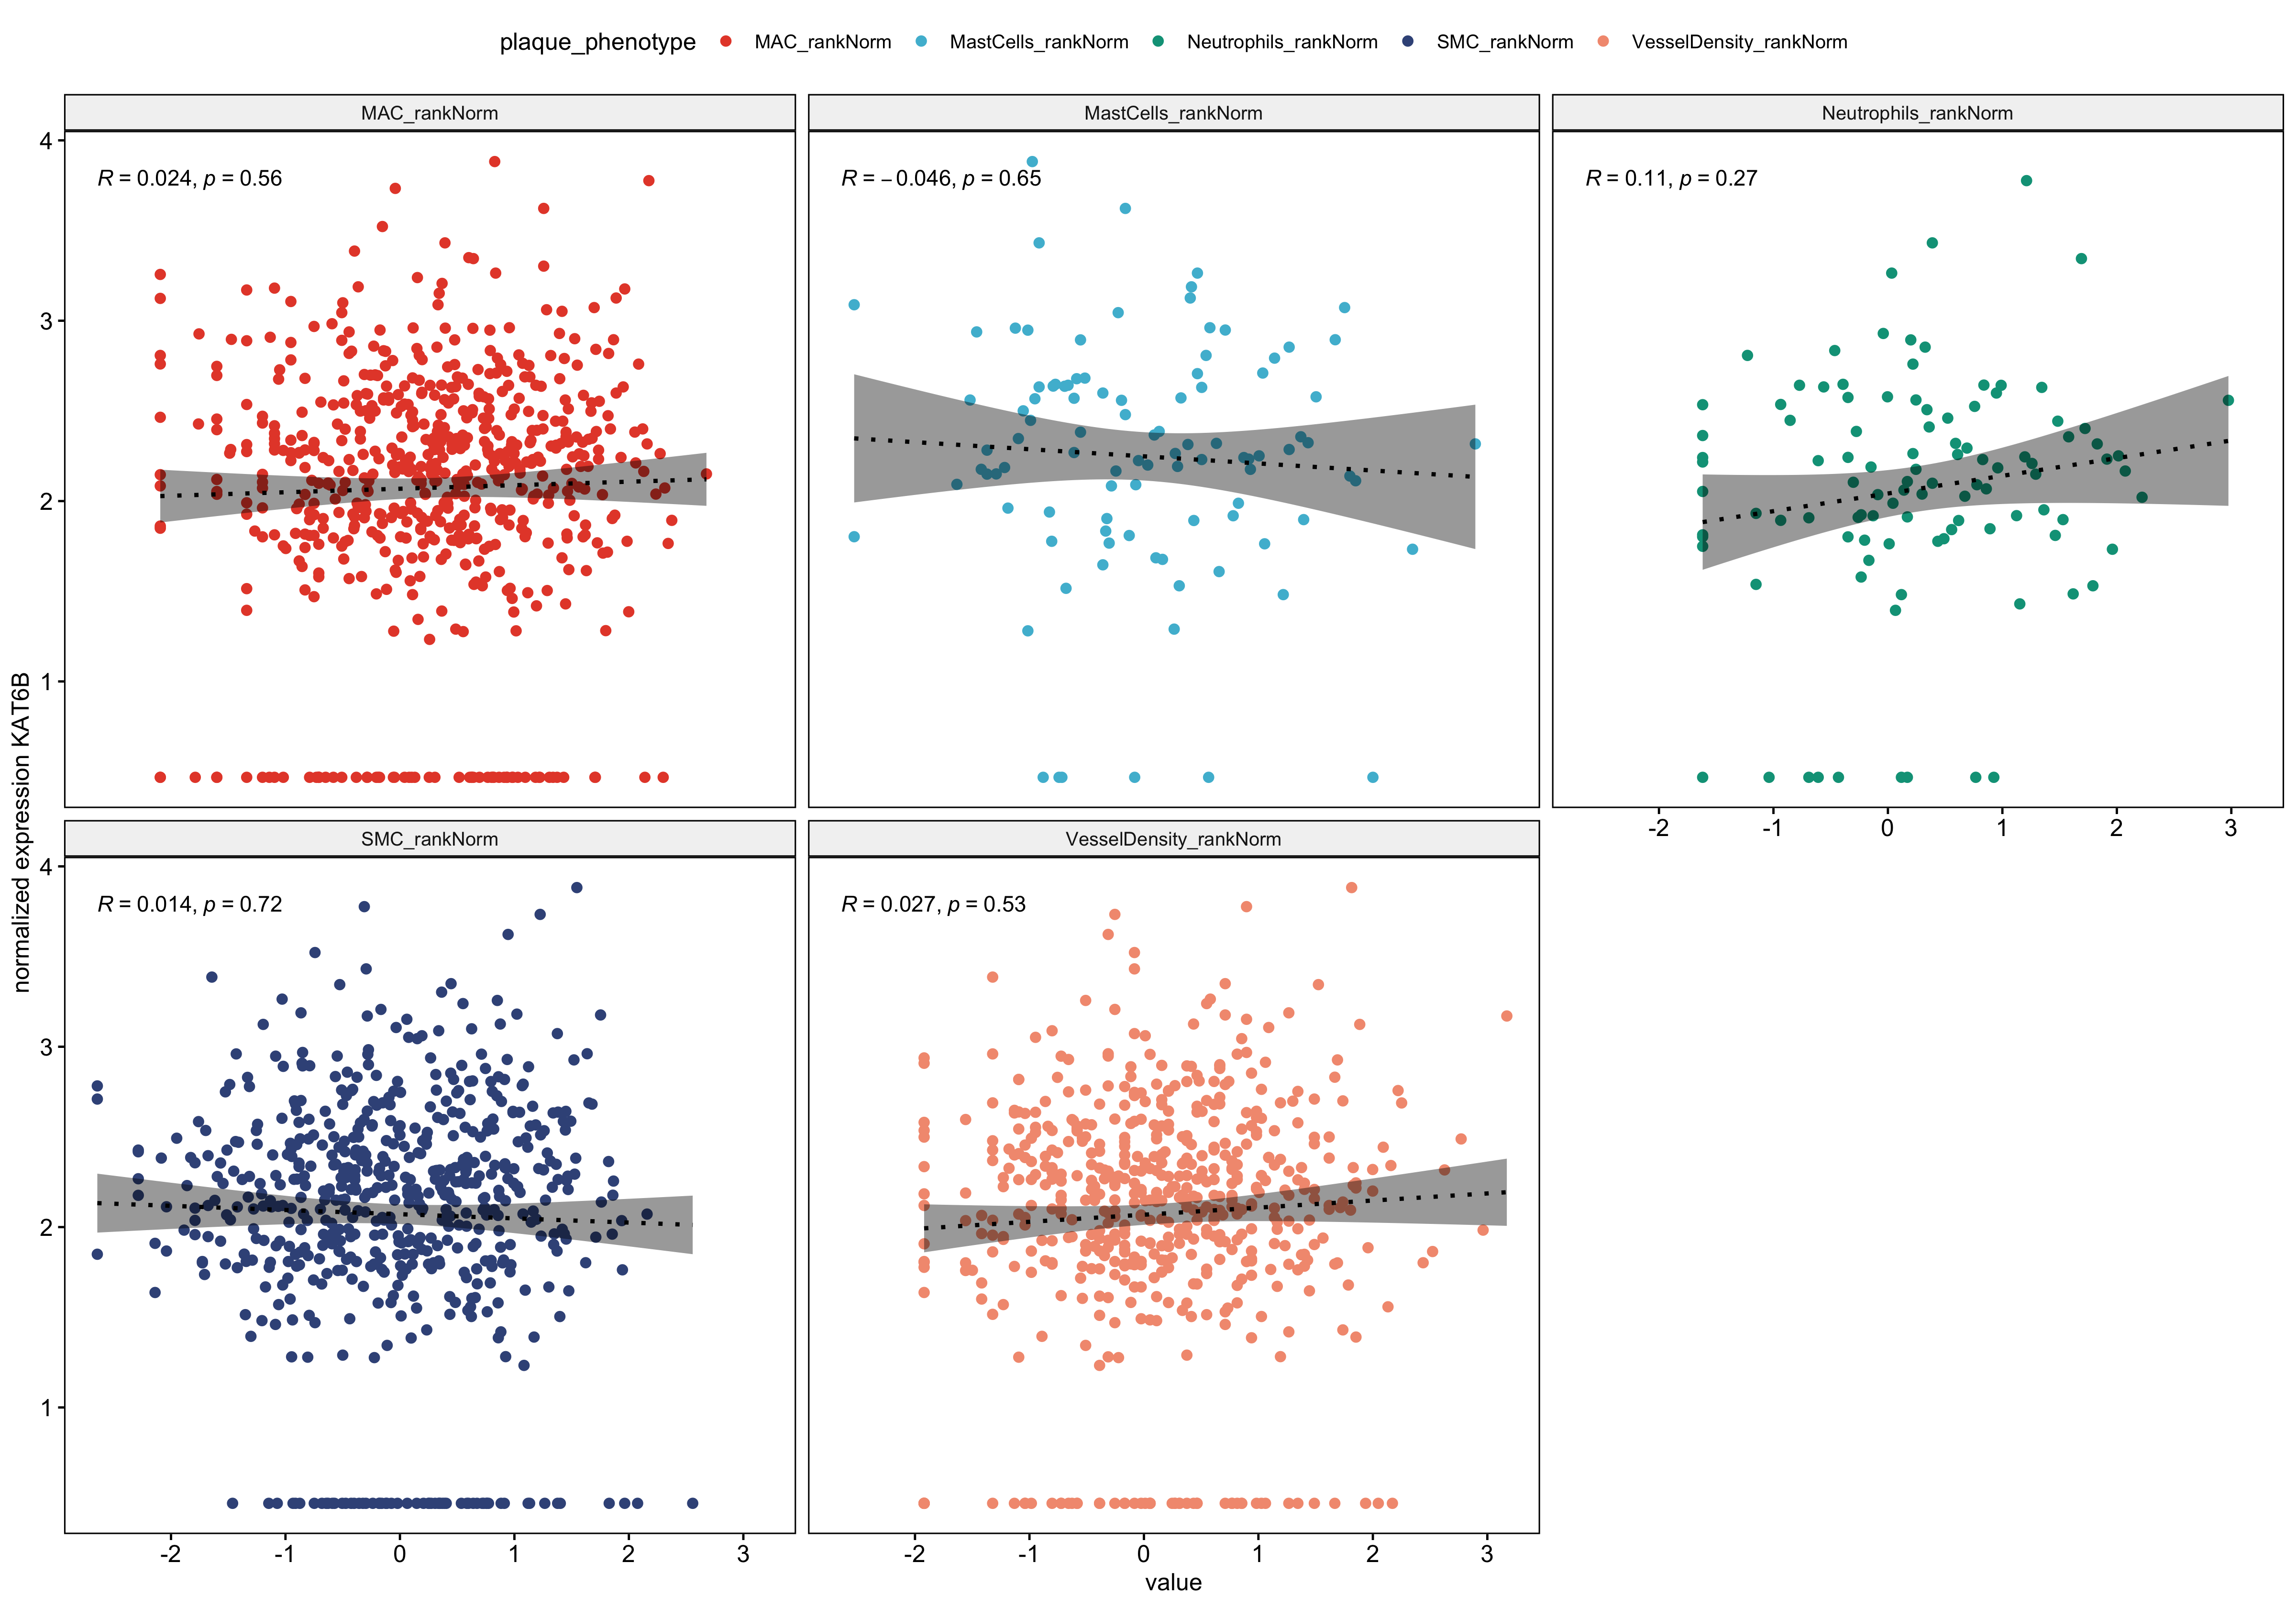 plaque_phenotype MAC_rankNorm MastCells_rankNorm Neutrophils_rankNorm SMC_rankNorm VesselDensity_rankNorm
MAC_rankNorm
MastCells_rankNorm
Neutrophils_rankNorm
R = 0.024, p = 0.56
R = −0.046, p = 0.65
R = 0.11, p = 0.27
4
3
2
1
-2 -1 0 1 2 3
normalized expression KAT6B
SMC_rankNorm
VesselDensity_rankNorm
R = 0.014, p = 0.72
R = 0.027, p = 0.53
4
3
2
1
-2 -1 0 1 2 3
-2 -1 0 1 2 3
value